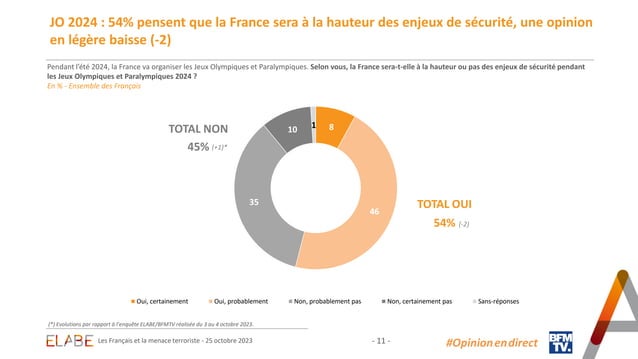 JO 2024 : 54% pensent que la France sera à la hauteur des enjeux de sécurité, une opinion
en légère baisse (-2)
Pendant l'été 2024, la France va organiser les Jeux Olympiques et Paralympiques. Selon vous, la France sera-t-elle à la hauteur ou pas des enjeux de sécurité pendant
les Jeux Olympiques et Paralympiques 2024 ?
En % - Ensemble des Français
TOTAL NON
45% (+1)*
10
1
8
35
46
TOTAL OUI
54% (-2)
Oui, certainement
Oui, probablement
Non, probablement pas
Non, certainement pas
Sans-réponses
(*) Evolutions par rapport à l'enquête ELABE/BFMTV réalisée du 3 au 4 octobre 2023.
ELABE
Les Français et la menace terroriste - 25 octobre 2023
- 11 -
#Opinion en direct
BFM
TV.